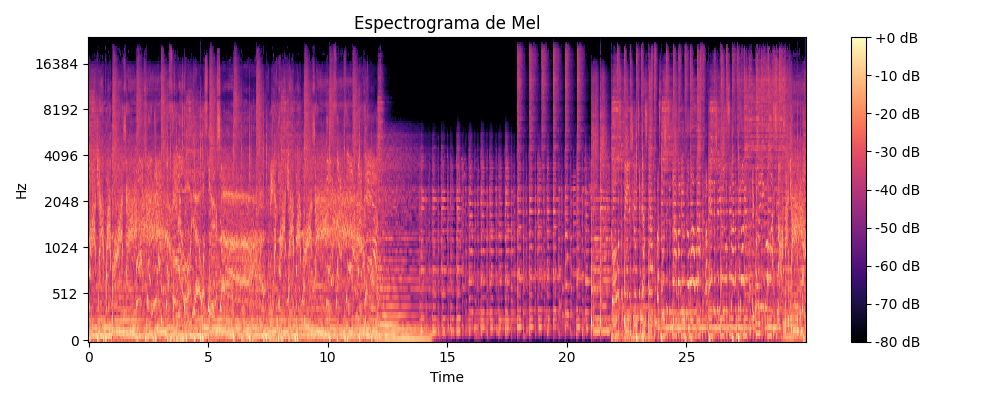 Espectrograma de Mel
Hz
16384
8192
4096
2048
1024
512
0
0 5 10 15 20 25
Time
+0 dB
-10 dB
-20 dB
-30 dB
-40 dB
-50 dB
-60 dB
-70 dB
-80 dB